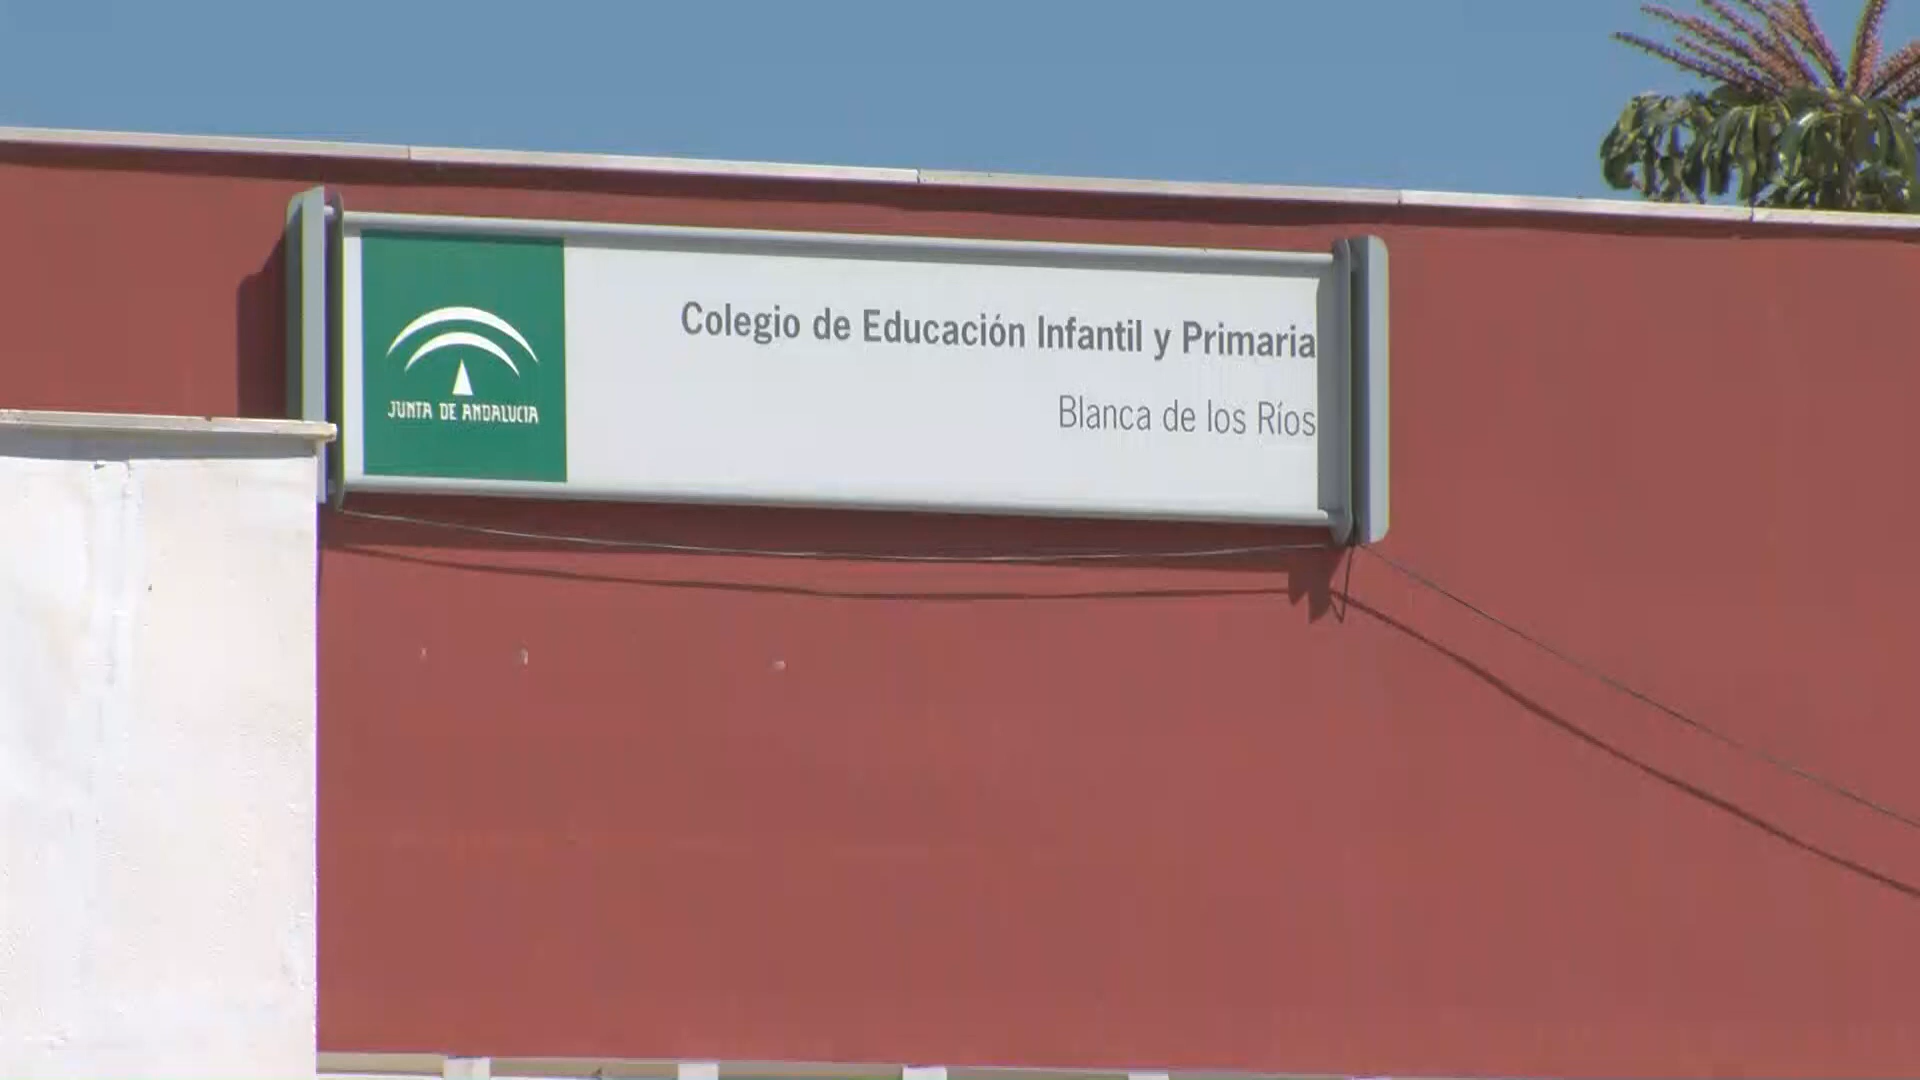 Colegio de Educación Infantil y Primaria
Blanca de los Ríos
JUNTA DE ANDALUCIA